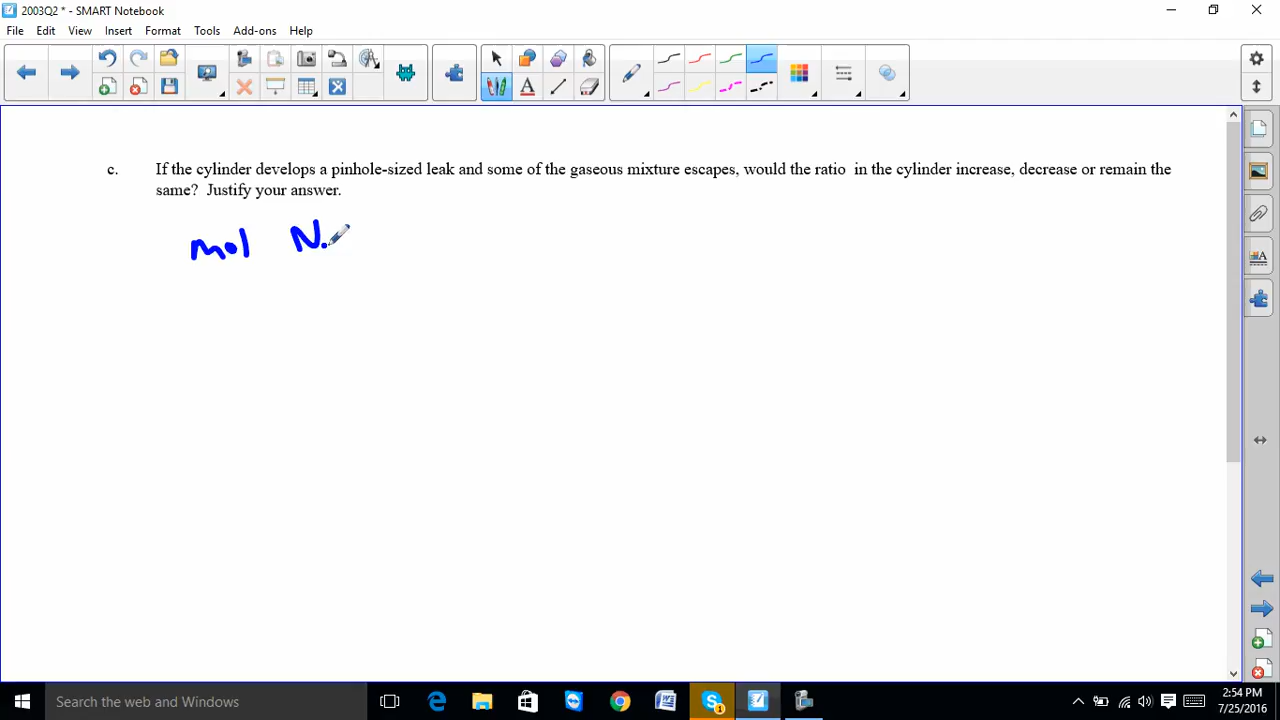 2003Q2 * - SMART Notebook
File Edit View Insert Format Tools Add-ons Help
c. If the cylinder develops a pinhole-sized leak and some of the gaseous mixture escapes, would the ratio in the cylinder increase, decrease or remain the
same? Justify your answer.
mol N
Search the web and Windows
2:54 PM
7/25/2016